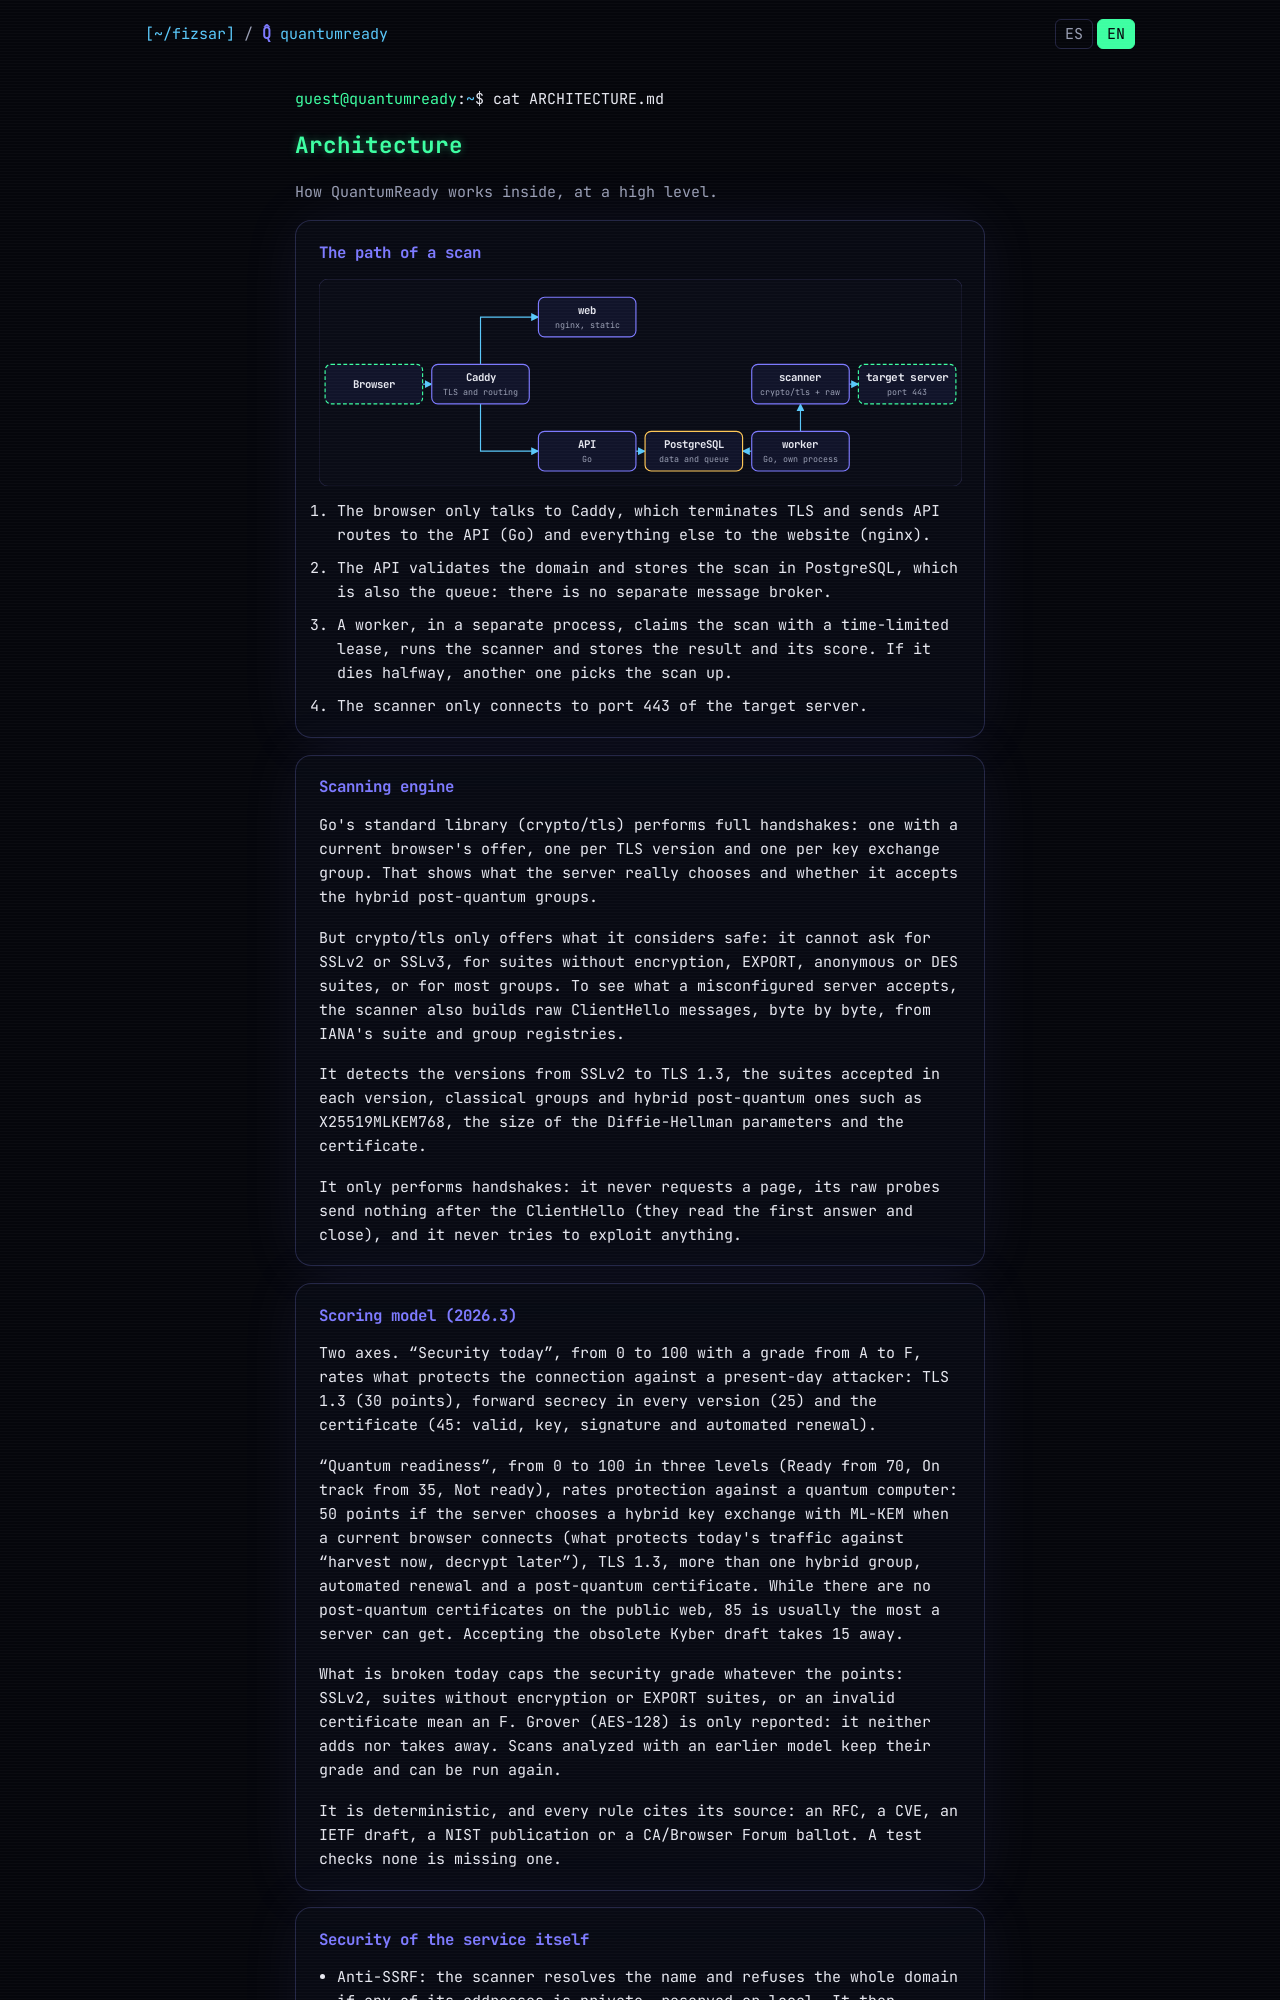 [~/fizsar] / Q quantumready
ES EN
guest@quantumready:~$ cat ARCHITECTURE.md
Architecture
How QuantumReady works inside, at a high level.
The path of a scan
web
nginx, static
Browser
Caddy
TLS and routing
scanner
crypto/tls + raw
target server
port 443
API
Go
PostgreSQL
data and queue
worker
Go, own process
1. The browser only talks to Caddy, which terminates TLS and sends API
routes to the API (Go) and everything else to the website (nginx).
2. The API validates the domain and stores the scan in PostgreSQL, which
is also the queue: there is no separate message broker.
3. A worker, in a separate process, claims the scan with a time-limited
lease, runs the scanner and stores the result and its score. If it
dies halfway, another one picks the scan up.
4. The scanner only connects to port 443 of the target server.
Scanning engine
Go's standard library (crypto/tls) performs full handshakes: one with a
current browser's offer, one per TLS version and one per key exchange
group. That shows what the server really chooses and whether it accepts
the hybrid post-quantum groups.
But crypto/tls only offers what it considers safe: it cannot ask for
SSLv2 or SSLv3, for suites without encryption, EXPORT, anonymous or DES
suites, or for most groups. To see what a misconfigured server accepts,
the scanner also builds raw ClientHello messages, byte by byte, from
IANA's suite and group registries.
It detects the versions from SSLv2 to TLS 1.3, the suites accepted in
each version, classical groups and hybrid post-quantum ones such as
X25519MLKEM768, the size of the Diffie-Hellman parameters and the
certificate.
It only performs handshakes: it never requests a page, its raw probes
send nothing after the ClientHello (they read the first answer and
close), and it never tries to exploit anything.
Scoring model (2026.3)
Two axes. “Security today”, from 0 to 100 with a grade from A to F,
rates what protects the connection against a present-day attacker: TLS
1.3 (30 points), forward secrecy in every version (25) and the
certificate (45: valid, key, signature and automated renewal).
“Quantum readiness”, from 0 to 100 in three levels (Ready from 70, On
track from 35, Not ready), rates protection against a quantum computer:
50 points if the server chooses a hybrid key exchange with ML-KEM when
a current browser connects (what protects today's traffic against
“harvest now, decrypt later”), TLS 1.3, more than one hybrid group,
automated renewal and a post-quantum certificate. While there are no
post-quantum certificates on the public web, 85 is usually the most a
server can get. Accepting the obsolete Kyber draft takes 15 away.
What is broken today caps the security grade whatever the points:
SSLv2, suites without encryption or EXPORT suites, or an invalid
certificate mean an F. Grover (AES-128) is only reported: it neither
adds nor takes away. Scans analyzed with an earlier model keep their
grade and can be run again.
It is deterministic, and every rule cites its source: an RFC, a CVE, an
IETF draft, a NIST publication or a CA/Browser Forum ballot. A test
checks none is missing one.
Security of the service itself
• Anti-SSRF: the scanner resolves the name and refuses the whole domain
if any of its addresses is private, reserved or local. It then